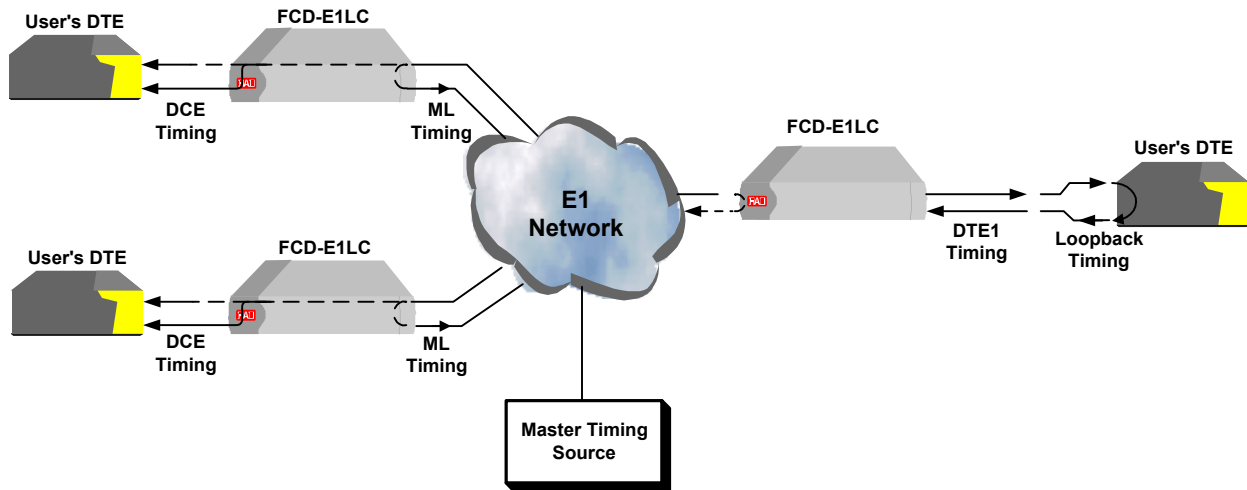 User's DTE
FCD-E1LC
DCE
Timing
ML
Timing
FCD-E1LC
User's DTE
E1
Network
DTE1
Timing
Loopback
Timing
User's DTE
FCD-E1LC
DCE
Timing
ML
Timing
Master Timing
Source